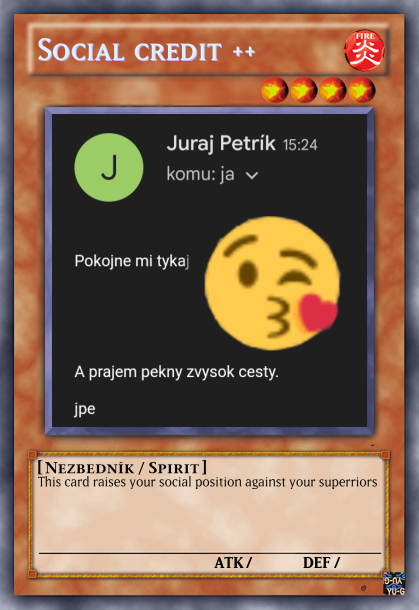 Social credit ++
FIRE
炎
J
Juraj Petrík 15:24
komu: ja
Pokojne mi tykaj
A prajem pekny zvysok cesty.
jpe
[ Nezbedník / Spirit ]
This card raises your social position against your superriors
ATK / DEF /